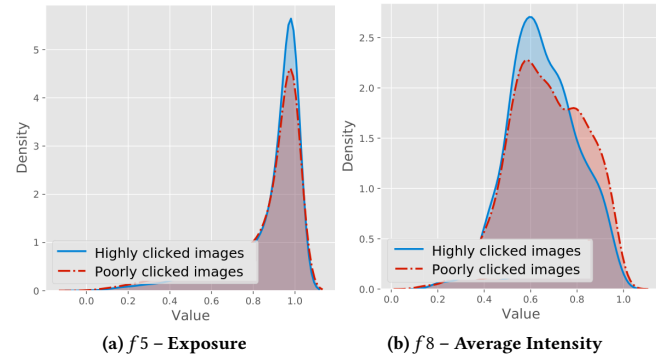 5
4
3
2
1
0
Density
0.0 0.2 0.4 0.6 0.8 1.0
Value
Highly clicked images
Poorly clicked images
(a) f5 – Exposure
2.5
2.0
1.5
1.0
0.5
0.0
Density
0.0 0.2 0.4 0.6 0.8 1.0
Value
Highly clicked images
Poorly clicked images
(b) f8 – Average Intensity